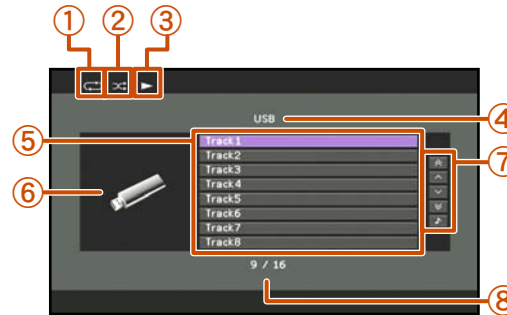 ① ② ③
USB ④
⑤ Track1
Track2
Track3 ⑦
Track4
⑥ Track5
Track6
Track7
Track8
9 / 16
⑧